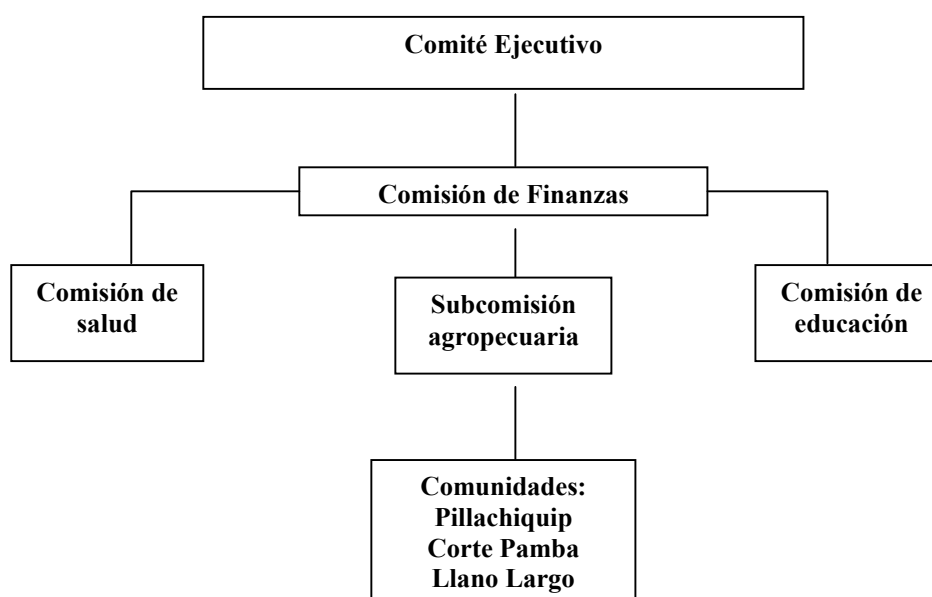 Comité Ejecutivo
Comisión de Finanzas
Comisión de
salud
Subcomisión
agropecuaria
Comisión de
educación
Comunidades:
Pillachiquip
Corte Pamba
Llano Largo